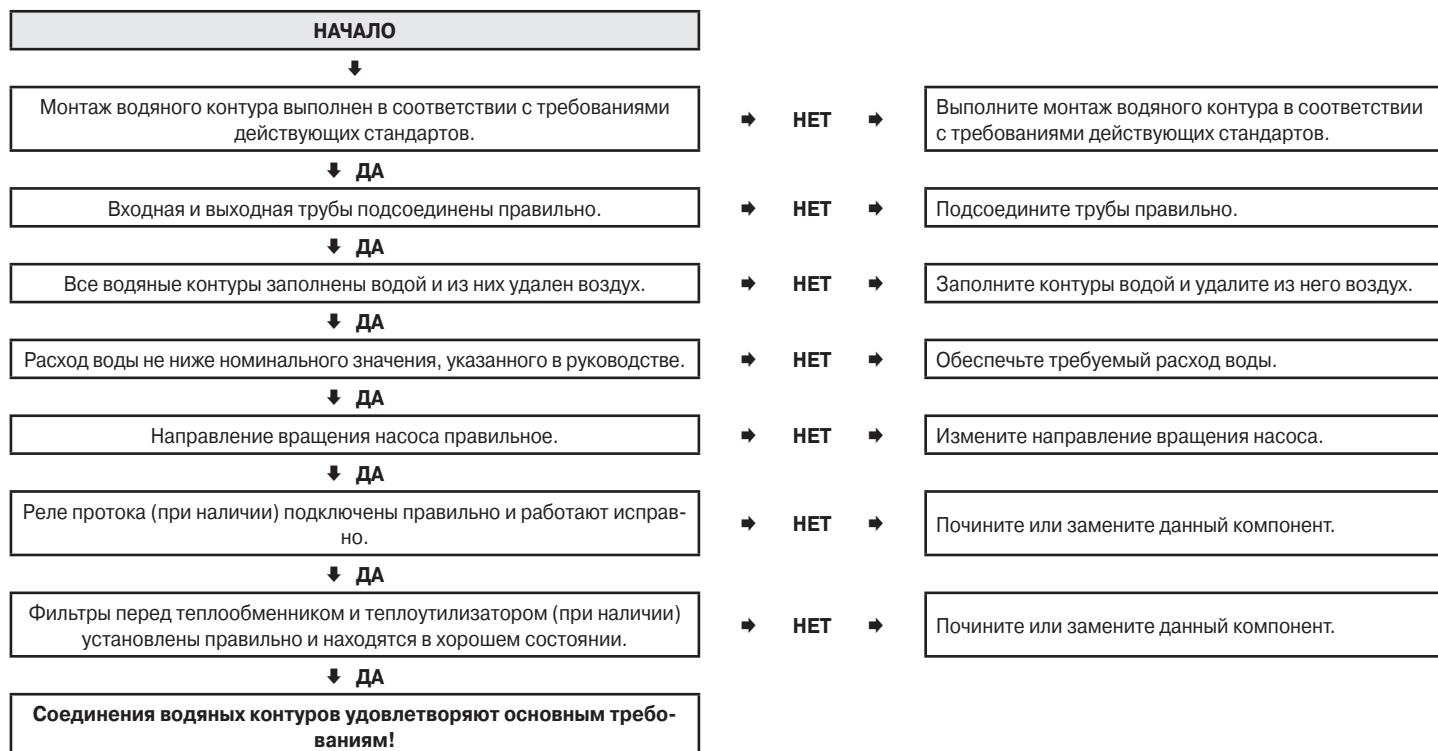 НАЧАЛО
Монтаж водяного контура выполнен в соответствии с требованиями
действующих стандартов.
НЕТ
Выполните монтаж водяного контура в соответствии
с требованиями действующих стандартов.
ДА
Входная и выходная трубы подсоединены правильно.
НЕТ
Подсоедините трубы правильно.
ДА
Все водяные контуры заполнены водой и из них удален воздух.
НЕТ
Заполните контуры водой и удалите из него воздух.
ДА
Расход воды не ниже номинального значения, указанного в руководстве.
НЕТ
Обеспечьте требуемый расход воды.
ДА
Направление вращения насоса правильное.
НЕТ
Измените направление вращения насоса.
ДА
Реле протока (при наличии) подключены правильно и работают исправ-
но.
НЕТ
Почините или замените данный компонент.
ДА
Фильтры перед теплообменником и теплоутилизатором (при наличии)
установлены правильно и находятся в хорошем состоянии.
НЕТ
Почините или замените данный компонент.
ДА
Соединения водяных контуров удовлетворяют основным требо-
ваниям!